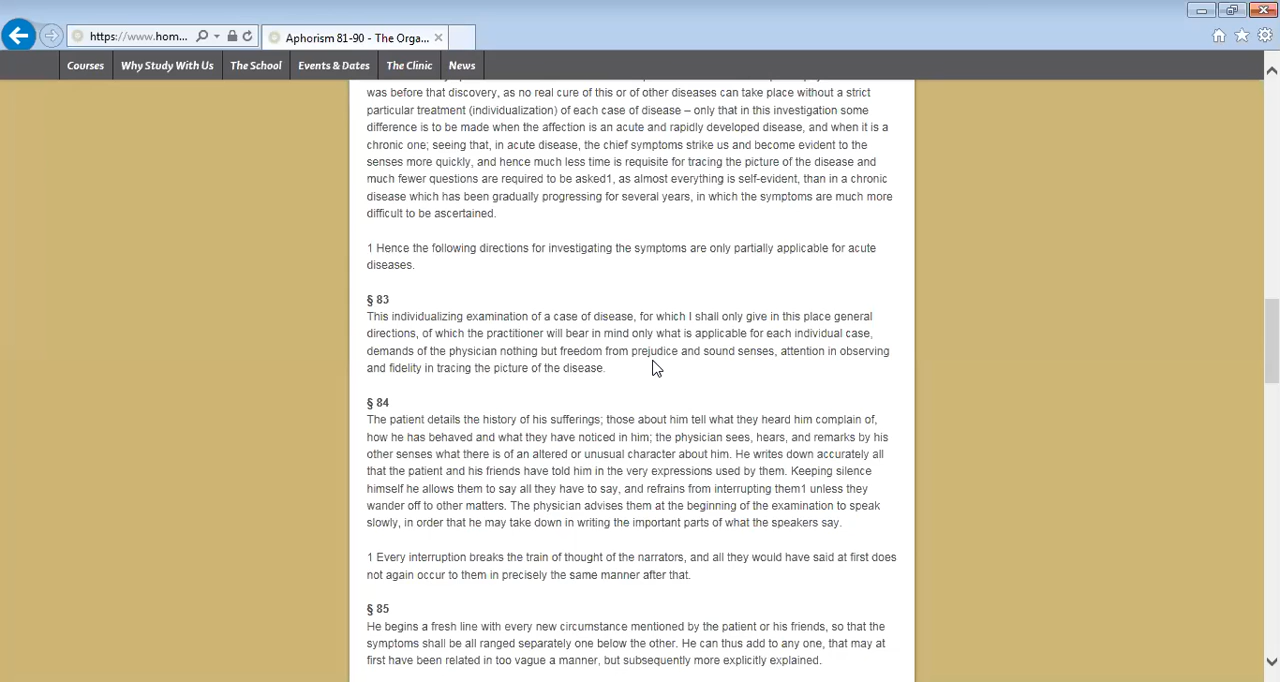 https://www.hom...
Aphorism 81-90 - The Orga...
Courses
Why Study With Us
The School
Events & Dates
The Clinic
News
was before that discovery, as no real cure of this or of other diseases can take place without a strict
particular treatment (individualization) of each case of disease – only that in this investigation some
difference is to be made when the affection is an acute and rapidly developed disease, and when it is a
chronic one; seeing that, in acute disease, the chief symptoms strike us and become evident to the
senses more quickly, and hence much less time is requisite for tracing the picture of the disease and
much fewer questions are required to be asked1, as almost everything is self-evident, than in a chronic
disease which has been gradually progressing for several years, in which the symptoms are much more
difficult to be ascertained.
1 Hence the following directions for investigating the symptoms are only partially applicable for acute
diseases.
§ 83
This individualizing examination of a case of disease, for which I shall only give in this place general
directions, of which the practitioner will bear in mind only what is applicable for each individual case,
demands of the physician nothing but freedom from prejudice and sound senses, attention in observing
and fidelity in tracing the picture of the disease.
§ 84
The patient details the history of his sufferings; those about him tell what they heard him complain of,
how he has behaved and what they have noticed in him; the physician sees, hears, and remarks by his
other senses what there is of an altered or unusual character about him. He writes down accurately all
that the patient and his friends have told him in the very expressions used by them. Keeping silence
himself he allows them to say all they have to say, and refrains from interrupting them1 unless they
wander off to other matters. The physician advises them at the beginning of the examination to speak
slowly, in order that he may take down in writing the important parts of what the speakers say.
1 Every interruption breaks the train of thought of the narrators, and all they would have said at first does
not again occur to them in precisely the same manner after that.
§ 85
He begins a fresh line with every new circumstance mentioned by the patient or his friends, so that the
symptoms shall be all ranged separately one below the other. He can thus add to any one, that may at
first have been related in too vague a manner, but subsequently more explicitly explained.